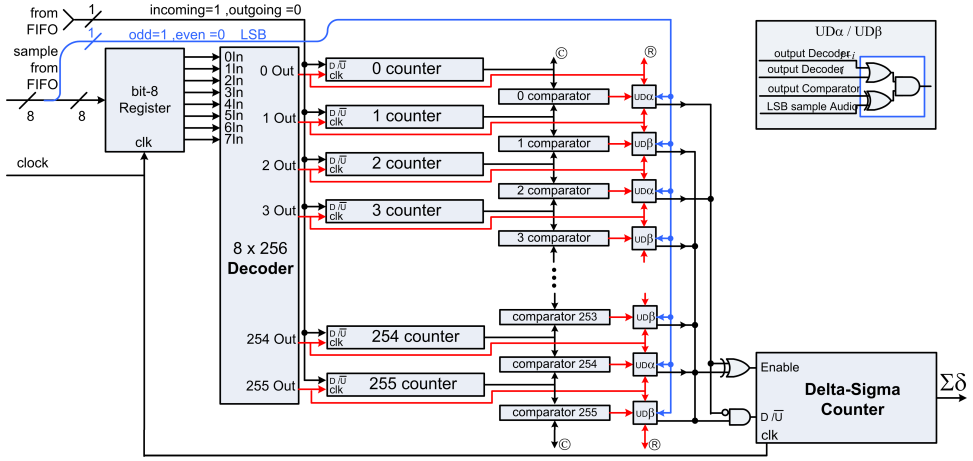 from
FIFO
1
incoming=1 ,outgoing =0
1
odd=1 ,even =0 LSB
sample
from
FIFO
8
8
bit-8
Register
clk
clock
0In
1In
2In
3In
4In
5In
6In
7In
0 Out
1 Out
2 Out
3 Out
8 x 256
Decoder
254 Out
255 Out
D /U̅
clk
0 counter
D /U̅
clk
1 counter
D /U̅
clk
2 counter
D /U̅
clk
3 counter
D /U̅
clk
254 counter
D /U̅
clk
255 counter
©
®
0 comparator
UDα
1 comparator
UDβ
2 comparator
UDα
3 comparator
UDβ
comparator 253
UDβ
comparator 254
UDα
comparator 255
UDβ
©
®
UDα / UDβ
output Decoder i-i
output Decoder i
output Comparator
LSB sample Audio
Enable
Delta-Sigma
Counter
D /U̅
clk
Σδ